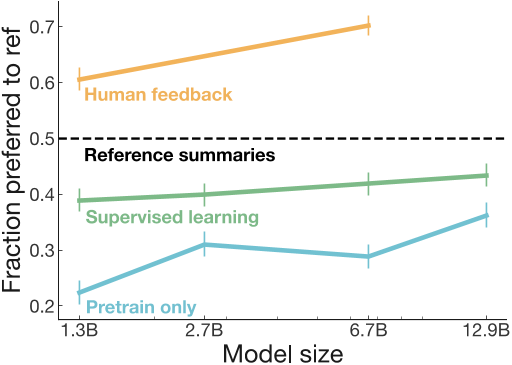 Fraction preferred to ref
0.7
0.6
0.5
0.4
0.3
0.2
Human feedback
Reference summaries
Supervised learning
Pretrain only
1.3B 2.7B 6.7B 12.9B
Model size